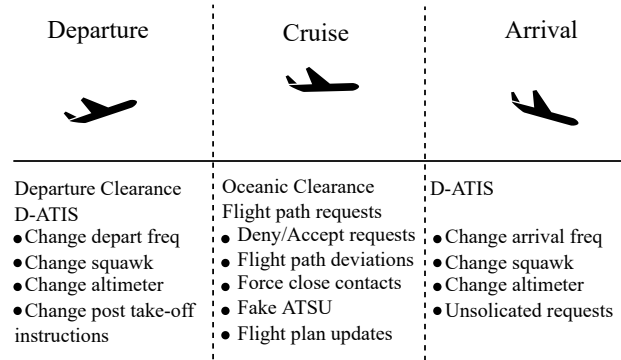 Departure
Cruise
Arrival
Departure Clearance
D-ATIS
● Change depart freq
● Change squawk
● Change altimeter
● Change post take-off
instructions
Oceanic Clearance
Flight path requests
● Deny/Accept requests
● Flight path deviations
● Force close contacts
● Fake ATSU
● Flight plan updates
D-ATIS
● Change arrival freq
● Change squawk
● Change altimeter
● Unsolicated requests